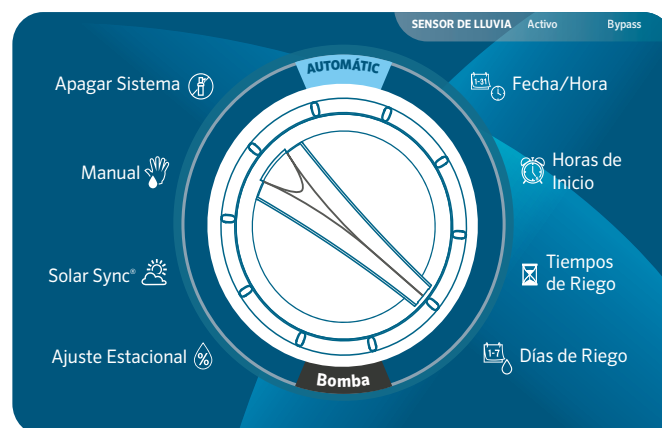 SENSOR DE LLUVIA Activo Bypass
AUTOMÁTIC
Apagar Sistema
Fecha/Hora
1-31
Manual
Horas de
Inicio
Solar Sync®
Tiempos
de Riego
Ajuste Estacional
%
1-7
Días de Riego
Bomba